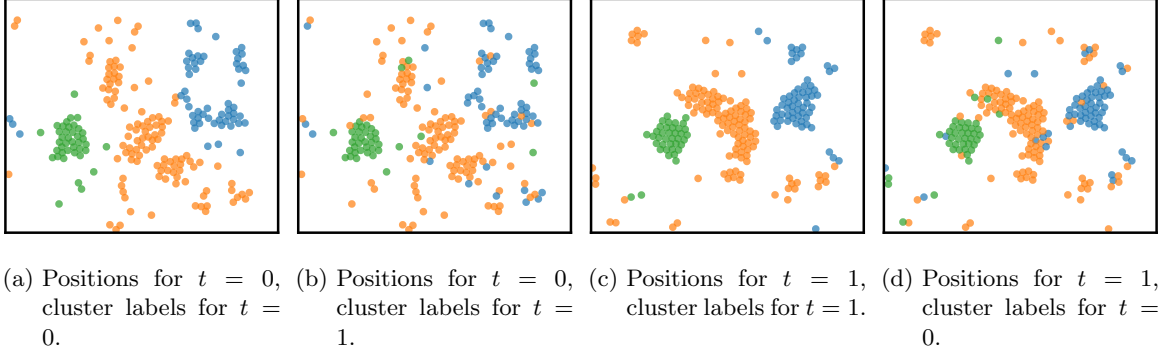 (a) Positions for t = 0,
cluster labels for t =
0.
(b) Positions for t = 0,
cluster labels for t =
1.
(c) Positions for t = 1,
cluster labels for t = 1.
(d) Positions for t = 1,
cluster labels for t =
0.